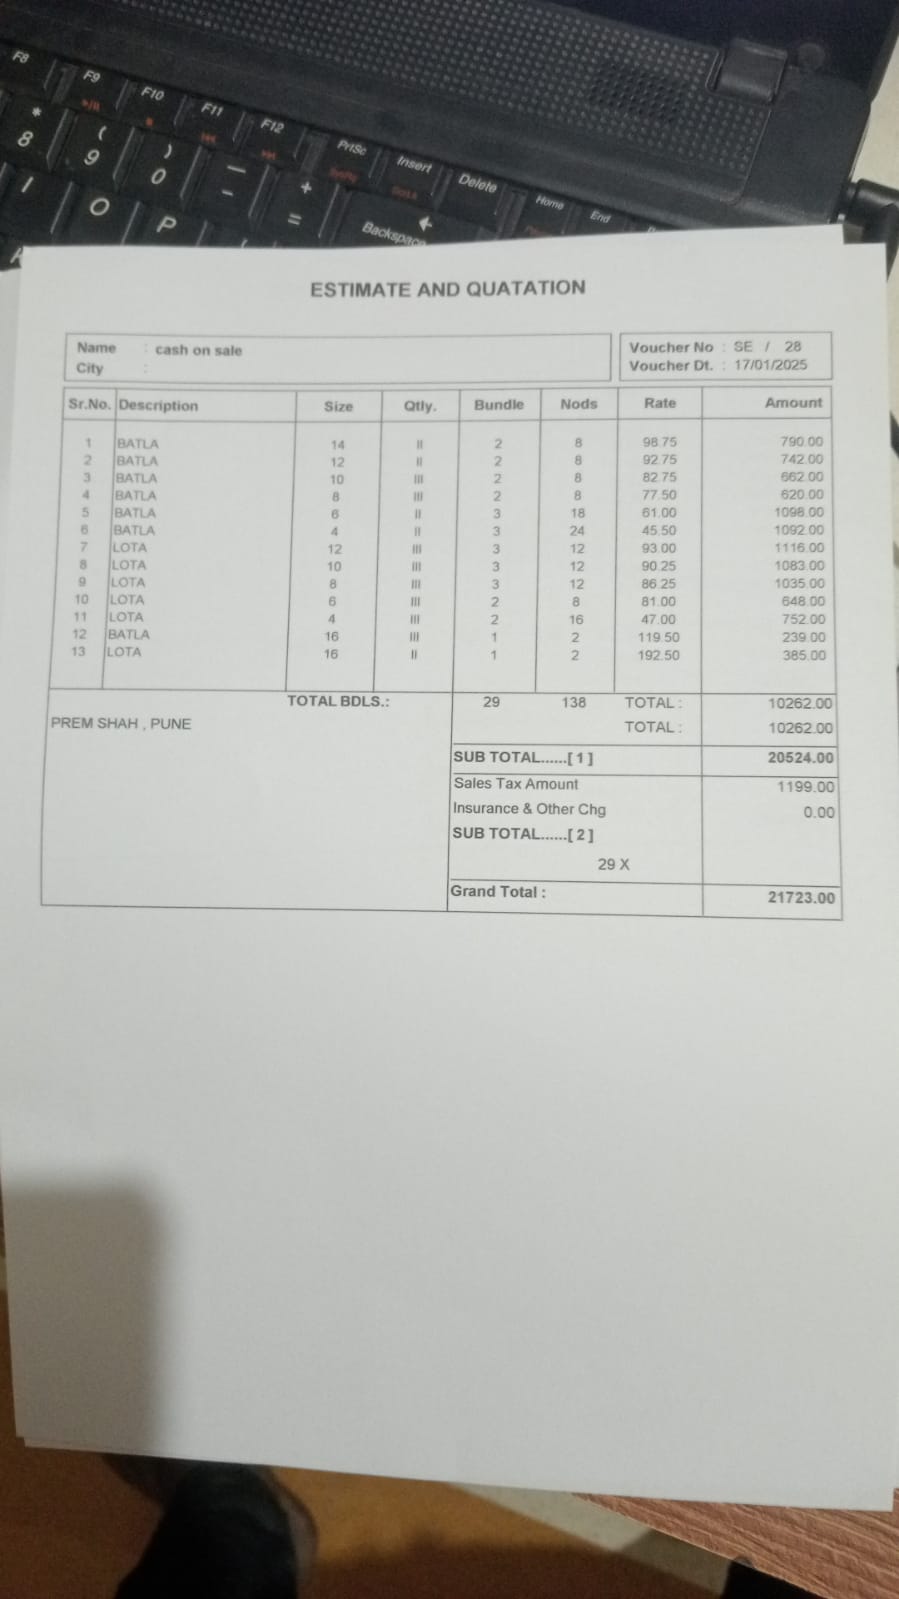 F8 F9 F10 F11 F12 PrtSc Insert Delete Home End
* 8 ( 9 ) 0 — - + = Backspace
O P
ESTIMATE AND QUATATION
Name : cash on sale Voucher No : SE / 28
City : Voucher Dt. : 17/01/2025
Sr.No. Description Size Qtly. Bundle Nods Rate Amount
1 BATLA 14 II 2 8 98.75 790.00
2 BATLA 12 II 2 8 92.75 742.00
3 BATLA 10 III 2 8 82.75 662.00
4 BATLA 8 III 2 8 77.50 620.00
5 BATLA 6 II 3 18 61.00 1098.00
6 BATLA 4 II 3 24 45.50 1092.00
7 LOTA 12 III 3 12 93.00 1116.00
8 LOTA 10 III 3 12 90.25 1083.00
9 LOTA 8 III 3 12 86.25 1035.00
10 LOTA 6 III 2 8 81.00 648.00
11 LOTA 4 III 2 16 47.00 752.00
12 BATLA 16 III 1 2 119.50 239.00
13 LOTA 16 II 1 2 192.50 385.00
TOTAL BDLS.: 29 138 TOTAL : 10262.00
PREM SHAH , PUNE TOTAL : 10262.00
SUB TOTAL......[ 1 ] 20524.00
Sales Tax Amount 1199.00
Insurance & Other Chg 0.00
SUB TOTAL......[ 2 ]
29 X
Grand Total : 21723.00